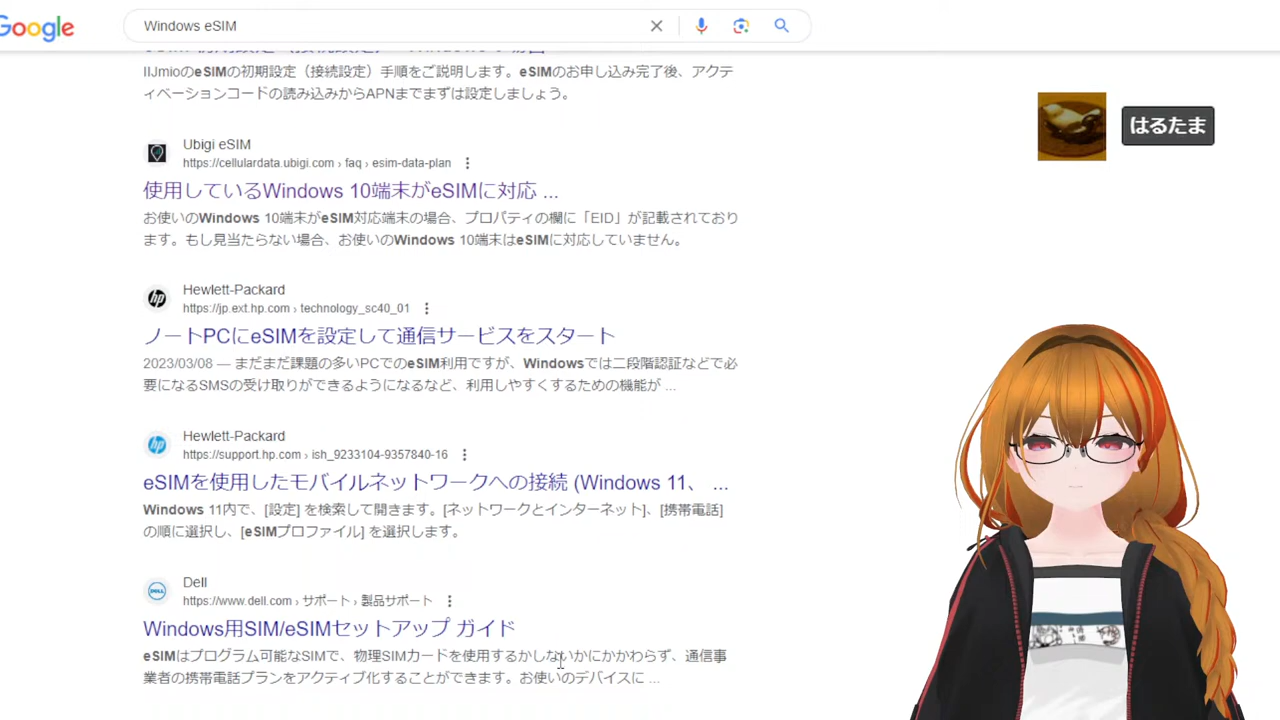 Google
Windows eSIM
IIJmioのeSIMの初期設定（接続設定）手順をご説明します。eSIMのお申し込み完了後、アクテ
ィベーションコードの読み込みからAPNまでまずは設定しましょう。
はるたま
Ubigi eSIM
https://cellulardata.ubigi.com › faq › esim-data-plan
使用しているWindows 10端末がeSIMに対応 ...
お使いのWindows 10端末がeSIM対応端末の場合、プロパティの欄に「EID」が記載されており
ます。もし見当たらない場合、お使いのWindows 10端末はeSIMに対応していません。
Hewlett-Packard
https://jp.ext.hp.com › technology_sc40_01
ノートPCにeSIMを設定して通信サービスをスタート
2023/03/08 — まだまだ課題の多いPCでのeSIM利用ですが、Windowsでは二段階認証などで必
要になるSMSの受け取りができるようになるなど、利用しやすくするための機能が ...
Hewlett-Packard
https://support.hp.com › ish_9233104-9357840-16
eSIMを使用したモバイルネットワークへの接続 (Windows 11、 ...
Windows 11内で、[設定] を検索して開きます。[ネットワークとインターネット]、[携帯電話]
の順に選択し、[eSIMプロファイル] を選択します。
Dell
https://www.dell.com › サポート › 製品サポート
Windows用SIM/eSIMセットアップ ガイド
eSIMはプログラム可能なSIMで、物理SIMカードを使用するかしないかにかかわらず、通信事
業者の携帯電話プランをアクティブ化することができます。お使いのデバイスに ...